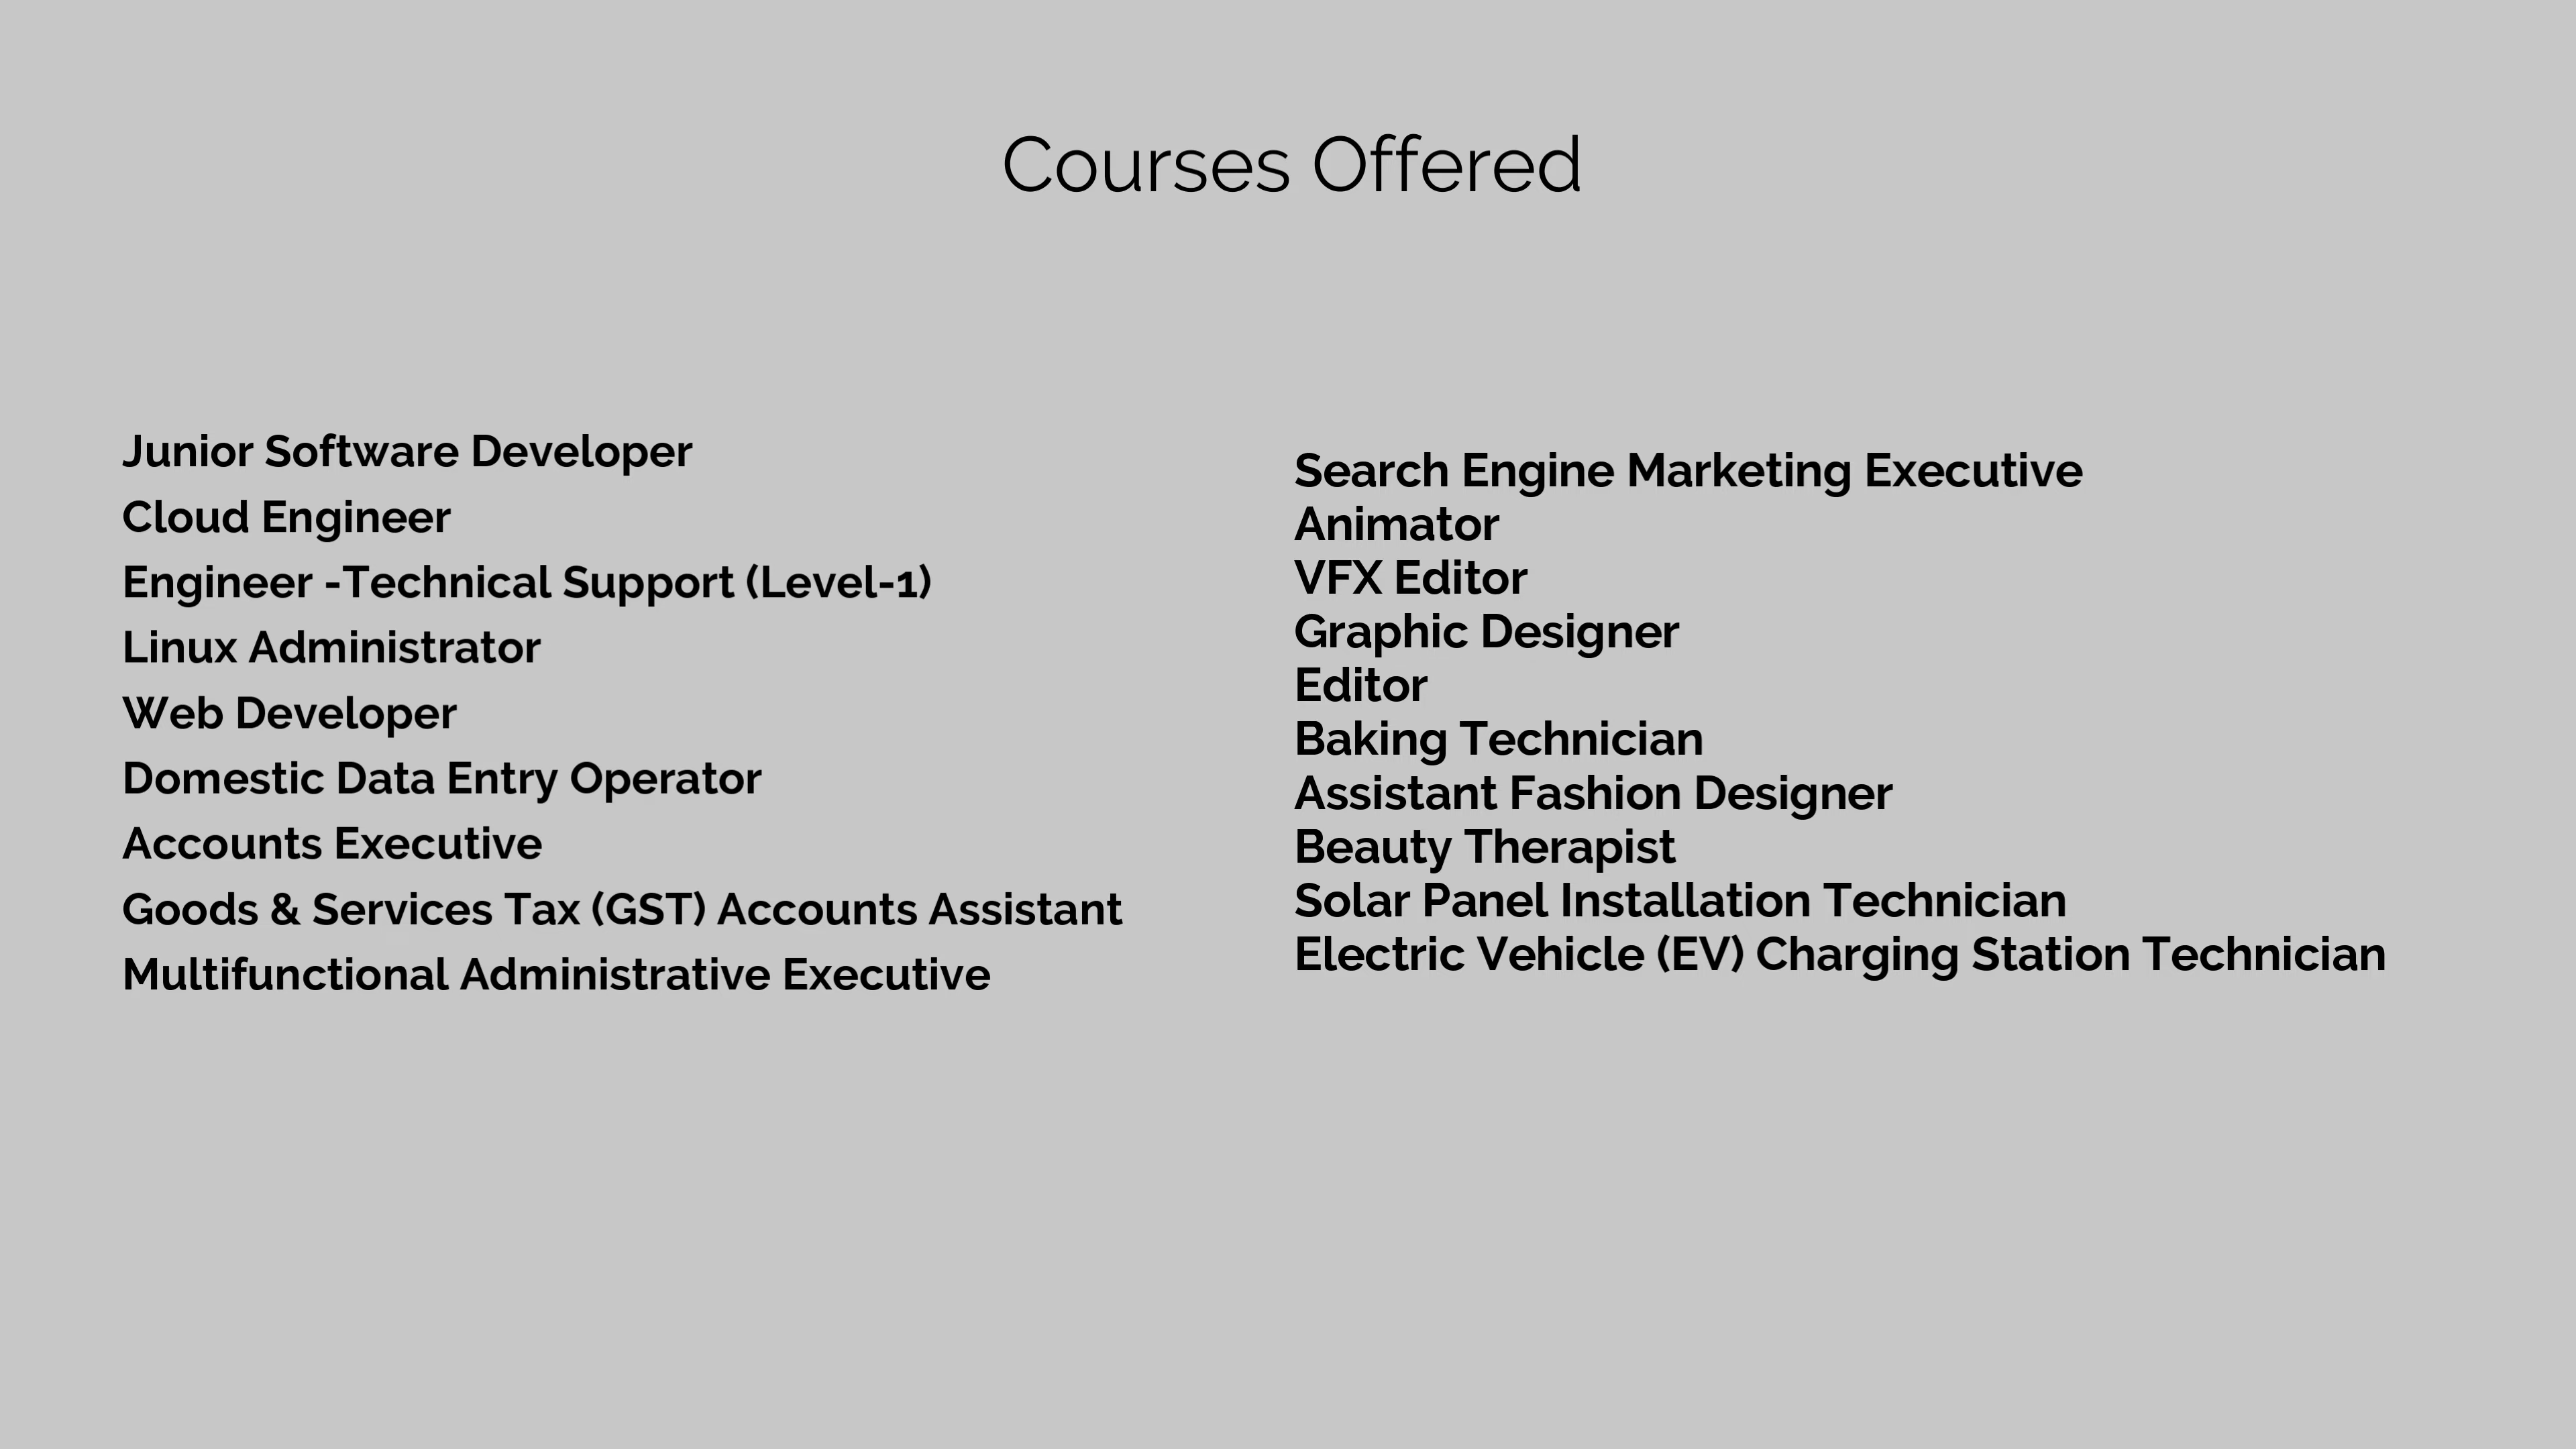 Courses Offered
Junior Software Developer
Cloud Engineer
Engineer -Technical Support (Level-1)
Linux Administrator
Web Developer
Domestic Data Entry Operator
Accounts Executive
Goods & Services Tax (GST) Accounts Assistant
Multifunctional Administrative Executive
Search Engine Marketing Executive
Animator
VFX Editor
Graphic Designer
Editor
Baking Technician
Assistant Fashion Designer
Beauty Therapist
Solar Panel Installation Technician
Electric Vehicle (EV) Charging Station Technician